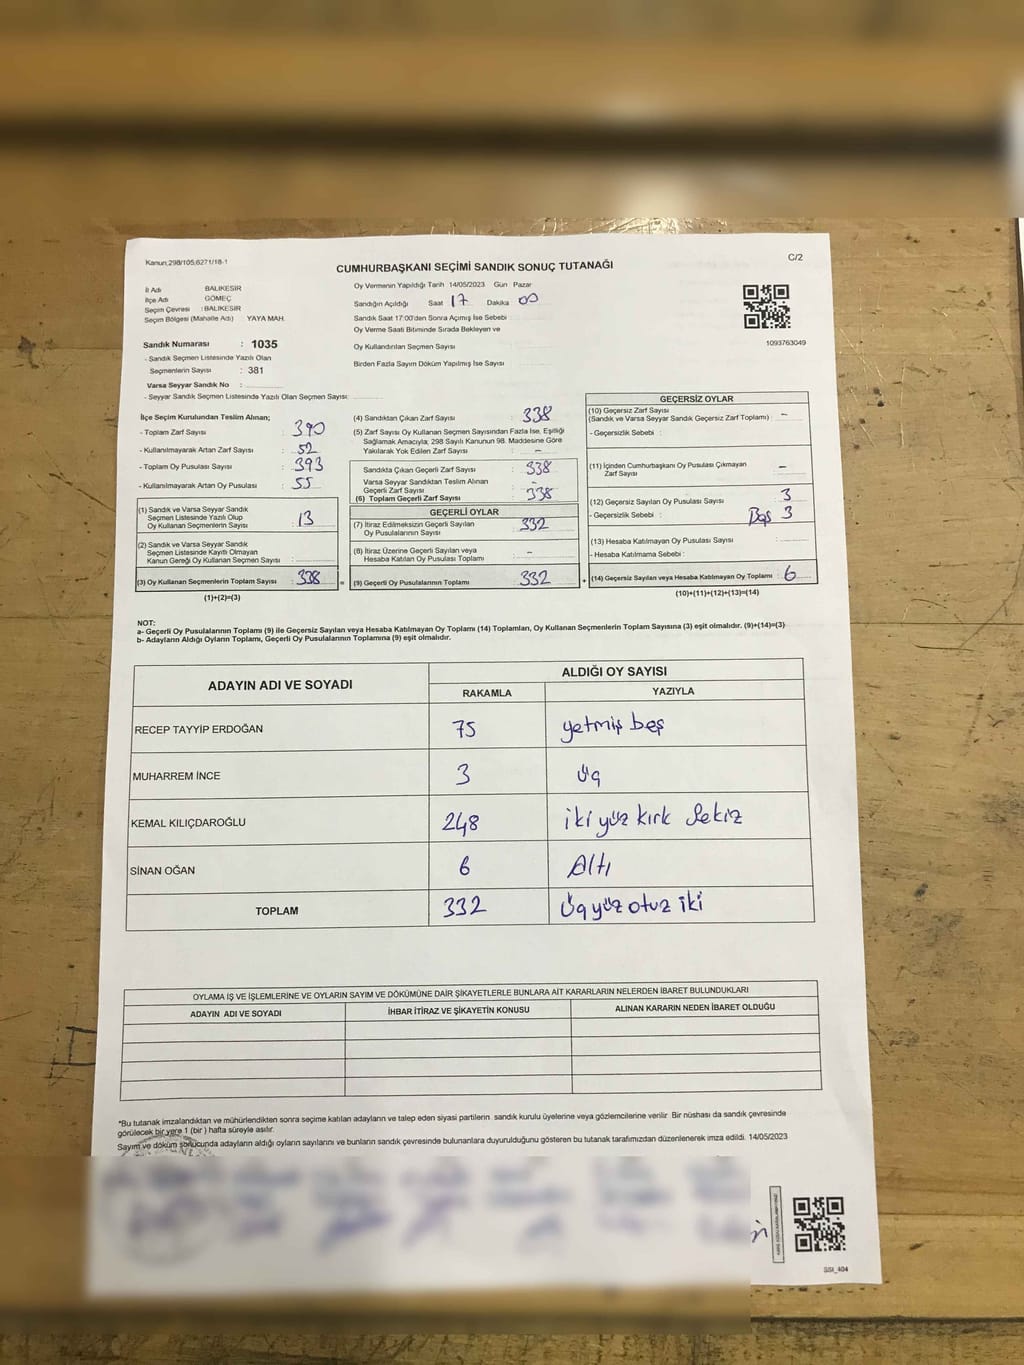 Kanun;298/105;6271/18-1
C/2
CUMHURBAŞKANI SEÇİMİ SANDIK SONUÇ TUTANAĞI
İl Adı : BALIKESİR
İlçe Adı : GÖMEÇ
Seçim Çevresi : BALIKESİR
Seçim Bölgesi (Mahalle Adı) YAYA MAH.
Oy Vermenin Yapıldığı Tarih 14/05/2023 Gün Pazar
Sandığın Açıldığı Saat 17 Dakika 00
Sandık Saat 17:00'den Sonra Açımış İse Sebebi
Oy Verme Saati Bitiminde Sırada Bekleyen ve
Oy Kullandırılan Seçmen Sayısı
Birden Fazla Sayım Döküm Yapılmış İse Sayısı
1093763049
Sandık Numarası : 1035
- Sandık Seçmen Listesinde Yazılı Olan
Seçmenlerin Sayısı : 381
Varsa Seyyar Sandık No :
- Seyyar Sandık Seçmen Listesinde Yazılı Olan Seçmen Sayısı:
İlçe Seçim Kurulundan Teslim Alınan;
- Toplam Zarf Sayısı : 390
- Kullanılmayarak Artan Zarf Sayısı : 52
- Toplam Oy Pusulası Sayısı : 393
- Kullanılmayarak Artan Oy Pusulası : 55
(1) Sandık ve Varsa Seyyar Sandık
Seçmen Listesinde Yazılı Olup
Oy Kullanan Seçmenlerin Sayısı : 13
(2) Sandık ve Varsa Seyyar Sandık
Seçmen Listesinde Kayıtlı Olmayan
Kanun Gereği Oy Kullanan Seçmen Sayısı :
(3) Oy Kullanan Seçmenlerin Toplam Sayısı : 338 =
(1)+(2)=(3)
(4) Sandıktan Çıkan Zarf Sayısı : 338
(5) Zarf Sayısı Oy Kullanan Seçmen Sayısından Fazla İse, Eşitliği
Sağlamak Amacıyla; 298 Sayılı Kanunun 98. Maddesine Göre
Yakılarak Yok Edilen Zarf Sayısı : -
Sandıkta Çıkan Geçerli Zarf Sayısı : 338
Varsa Seyyar Sandıktan Teslim Alınan
Geçerli Zarf Sayısı : -
(6) Toplam Geçerli Zarf Sayısı : 338
GEÇERLİ OYLAR
(7) İtiraz Edilmeksizin Geçerli Sayılan
Oy Pusulalarının Sayısı : 332
(8) İtiraz Üzerine Geçerli Sayılan veya
Hesaba Katılan Oy Pusulası Toplamı : -
(9) Geçerli Oy Pusulalarının Toplamı : 332 +
GEÇERSİZ OYLAR
(10) Geçersiz Zarf Sayısı
(Sandık ve Varsa Seyyar Sandık Geçersiz Zarf Toplamı) : -
- Geçersizlik Sebebi :
(11) İçinden Cumhurbaşkanı Oy Pusulası Çıkmayan
Zarf Sayısı : -
(12) Geçersiz Sayılan Oy Pusulası Sayısı : 3
- Geçersizlik Sebebi : Boş 3
(13) Hesaba Katılmayan Oy Pusulası Sayısı :
- Hesaba Katılmama Sebebi :
(14) Geçersiz Sayılan veya Hesaba Katılmayan Oy Toplamı : 6
(10)+(11)+(12)+(13)=(14)
NOT:
a- Geçerli Oy Pusulalarının Toplamı (9) ile Geçersiz Sayılan veya Hesaba Katılmayan Oy Toplamı (14) Toplamları, Oy Kullanan Seçmenlerin Toplam Sayısına (3) eşit olmalıdır. (9)+(14)=(3)
b- Adayların Aldığı Oyların Toplamı, Geçerli Oy Pusulalarının Toplamına (9) eşit olmalıdır.
ADAYIN ADI VE SOYADI
ALDIĞI OY SAYISI
RAKAMLA YAZIYLA
RECEP TAYYİP ERDOĞAN 75 yetmiş beş
MUHARREM İNCE 3 üç
KEMAL KILIÇDAROĞLU 248 iki yüz kırk sekiz
SİNAN OĞAN 6 Altı
TOPLAM 332 Üç yüz otuz iki
OYLAMA İŞ VE İŞLEMLERİNE VE OYLARIN SAYIM VE DÖKÜMÜNE DAİR ŞİKAYETLERLE BUNLARA AİT KARARLARIN NELERDEN İBARET BULUNDUKLARI
ADAYIN ADI VE SOYADI İHBAR İTİRAZ VE ŞİKAYETİN KONUSU ALINAN KARARIN NEDEN İBARET OLDUĞU
*Bu tutanak imzalandıktan ve mühürlendikten sonra seçime katılan adayların ve talep eden siyasi partilerin sandık kurulu üyelerine veya gözlemcilerine verilir. Bir nüshası da sandık çevresinde
görülecek bir yere 1 (bir ) hafta süreyle asılır.
Sayım ve döküm sonucunda adayların aldığı oyların sayılarını ve bunların sandık çevresinde bulunanlara duyurulduğunu gösteren bu tutanak tarafımızdan düzenlenerek imza edildi. 14/05/2023
SSI_404